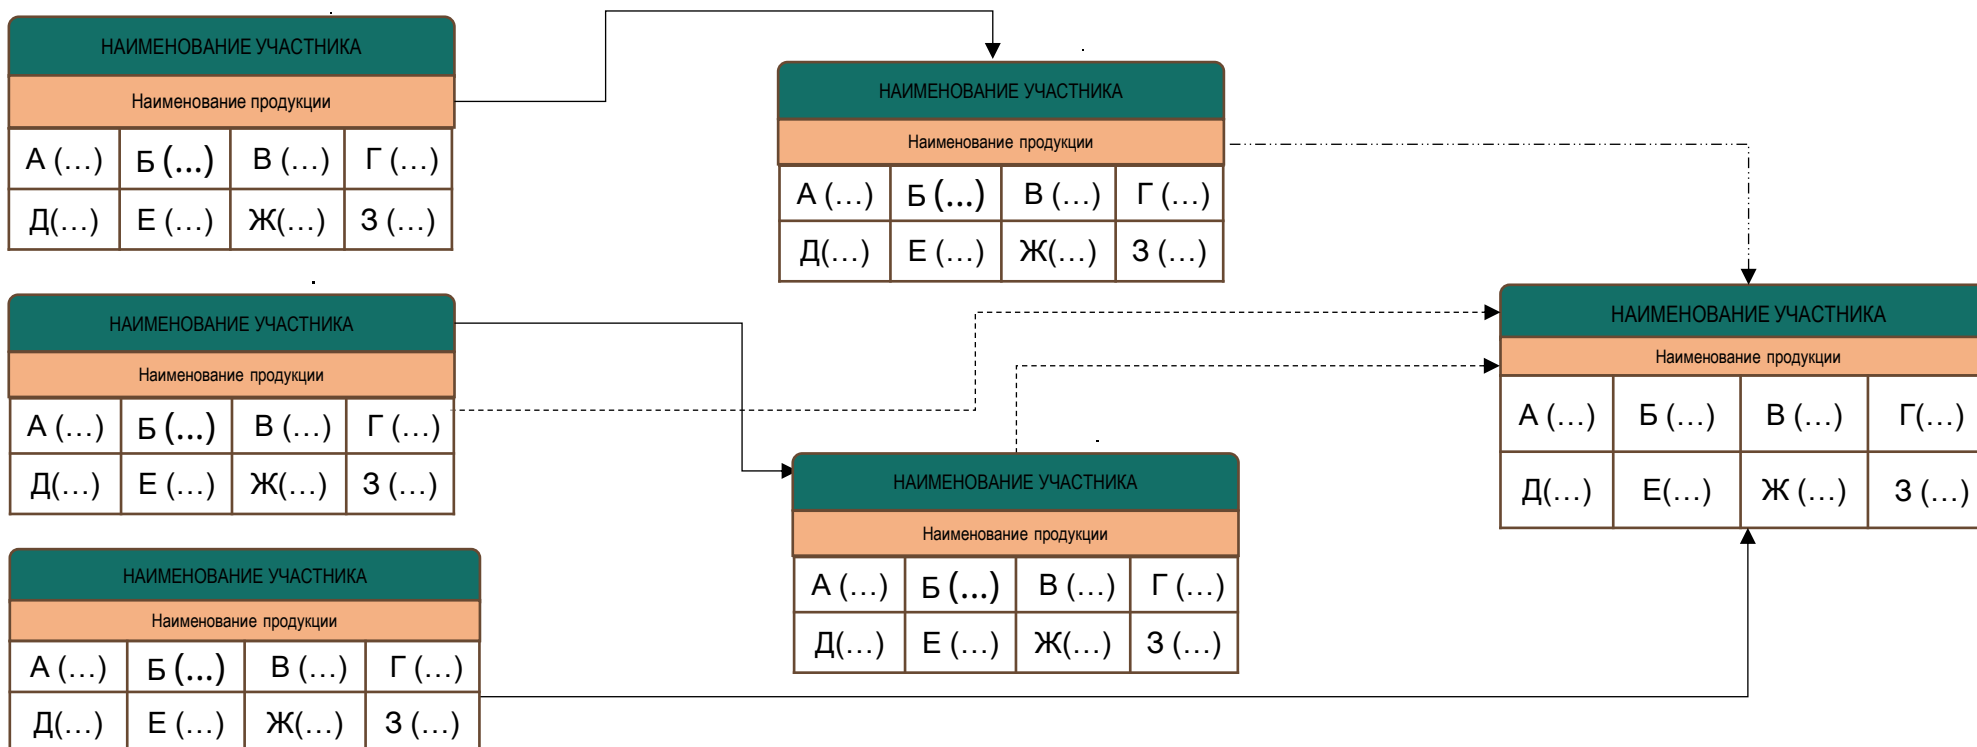 НАИМЕНОВАНИЕ УЧАСТНИКА
Наименование продукции
А (...) Б (...) В (...) Г (...)
Д(...) Е (...) Ж(...) З (...)
НАИМЕНОВАНИЕ УЧАСТНИКА
Наименование продукции
А (...) Б (...) В (...) Г (...)
Д(...) Е (...) Ж(...) З (...)
НАИМЕНОВАНИЕ УЧАСТНИКА
Наименование продукции
А (...) Б (...) В (...) Г (...)
Д(...) Е (...) Ж(...) З (...)
НАИМЕНОВАНИЕ УЧАСТНИКА
Наименование продукции
А (...) Б (...) В (...) Г (...)
Д(...) Е (...) Ж(...) З (...)
НАИМЕНОВАНИЕ УЧАСТНИКА
Наименование продукции
А (...) Б (...) В (...) Г (...)
Д(...) Е (...) Ж(...) З (...)
НАИМЕНОВАНИЕ УЧАСТНИКА
Наименование продукции
А (...) Б (...) В (...) Г(...)
Д(...) Е(...) Ж (...) З (...)